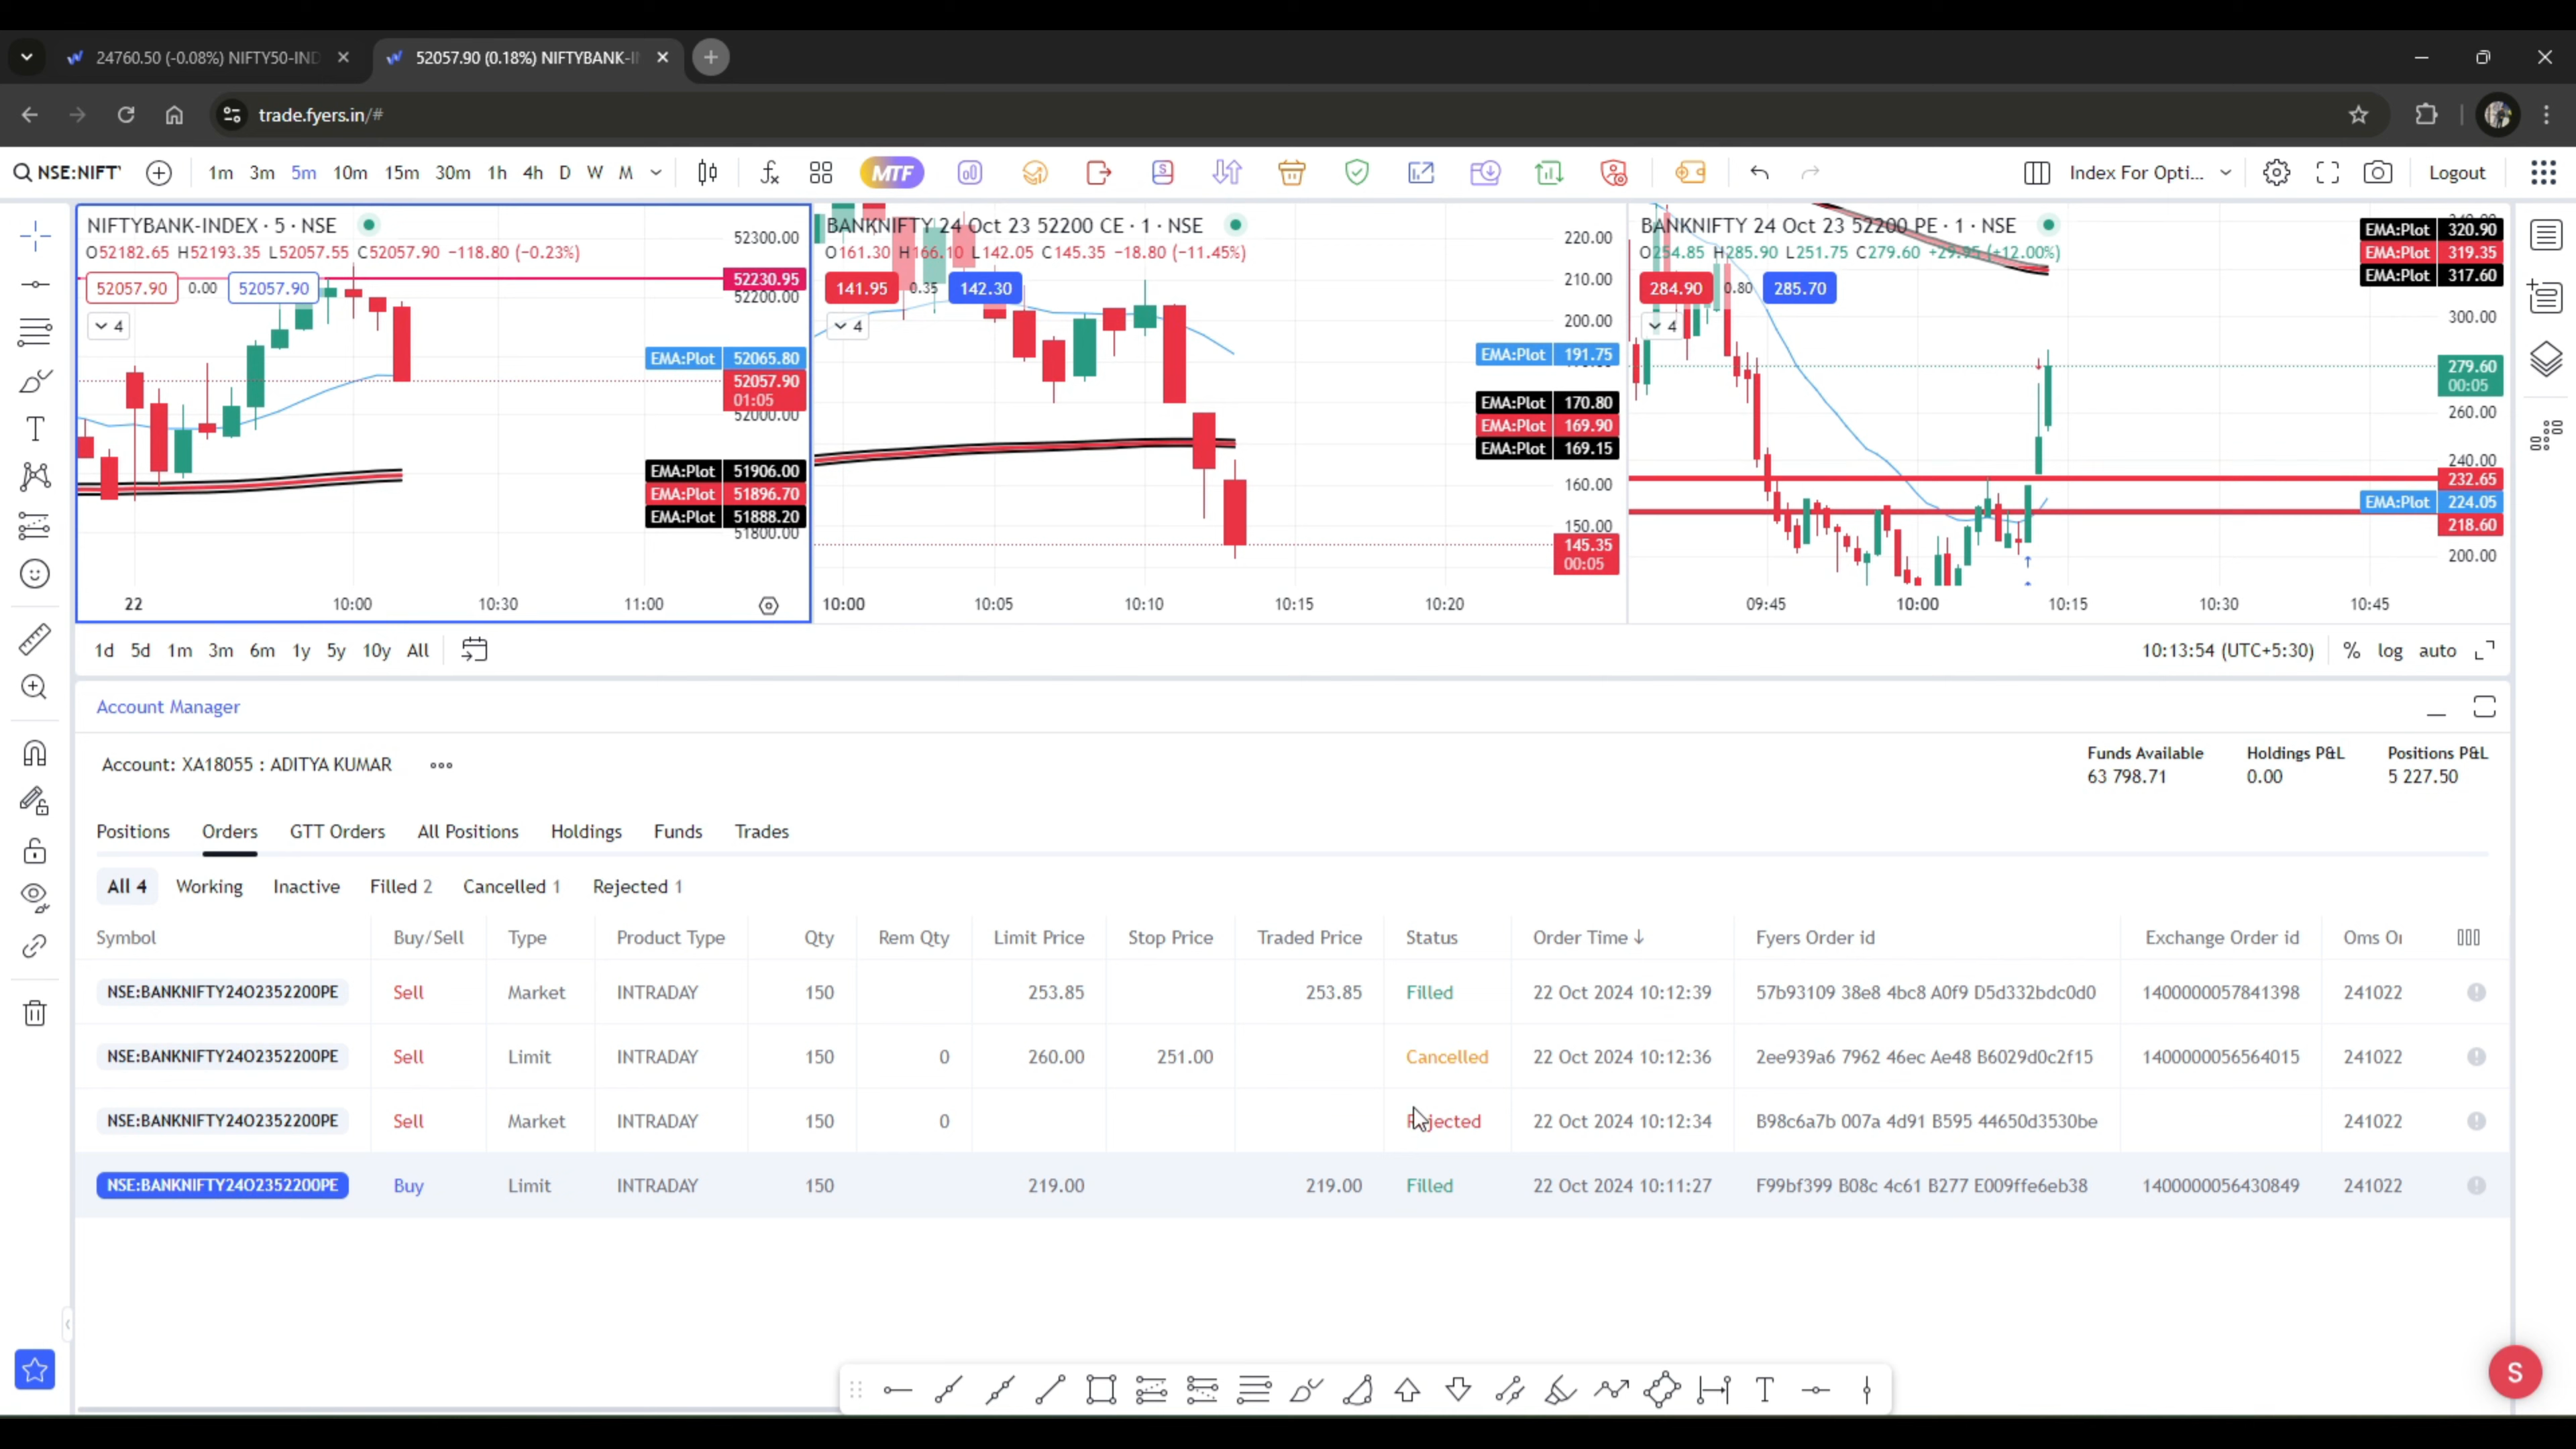 24760.50 (-0.08%) NIFTY50-IND
52057.90 (0.18%) NIFTYBANK-I
trade.fyers.in/#
NSE:NIFTY 1m 3m 5m 10m 15m 30m 1h 4h D W M MTF Index For Opti... Logout
NIFTYBANK-INDEX · 5 · NSE
O52182.65 H52193.35 L52057.55 C52057.90 −118.80 (−0.23%)
52057.90 0.00 52057.90
4
52300.00
52230.95
52200.00
EMA:Plot 52065.80
52057.90
01:05
52000.00
EMA:Plot 51906.00
EMA:Plot 51896.70
EMA:Plot 51888.20
51800.00
22 10:00 10:30 11:00
BANKNIFTY 24 Oct 23 52200 CE · 1 · NSE
O161.30 H166.10 L142.05 C145.35 −18.80 (−11.45%)
141.95 0.35 142.30
4
220.00
210.00
200.00
EMA:Plot 191.75
EMA:Plot 170.80
EMA:Plot 169.90
EMA:Plot 169.15
160.00
150.00
145.35
00:05
10:00 10:05 10:10 10:15 10:20
BANKNIFTY 24 Oct 23 52200 PE · 1 · NSE
O254.85 H285.90 L251.75 C279.60 +29.95 (+12.00%)
284.90 0.80 285.70
4
EMA:Plot 320.90
EMA:Plot 319.35
EMA:Plot 317.60
300.00
279.60
00:05
260.00
240.00
232.65
EMA:Plot 224.05
218.60
200.00
09:45 10:00 10:15 10:30 10:45
1d 5d 1m 3m 6m 1y 5y 10y All 10:13:54 (UTC+5:30) % log auto
Account Manager
Account: XA18055 : ADITYA KUMAR
Funds Available Holdings P&L Positions P&L
63 798.71 0.00 5 227.50
Positions Orders GTT Orders All Positions Holdings Funds Trades
All 4 Working Inactive Filled 2 Cancelled 1 Rejected 1
Symbol Buy/Sell Type Product Type Qty Rem Qty Limit Price Stop Price Traded Price Status Order Time ↓ Fyers Order id Exchange Order id Oms Or
NSE:BANKNIFTY24O2352200PE Sell Market INTRADAY 150 253.85 253.85 Filled 22 Oct 2024 10:12:39 57b93109 38e8 4bc8 A0f9 D5d332bdc0d0 1400000057841398 241022
NSE:BANKNIFTY24O2352200PE Sell Limit INTRADAY 150 0 260.00 251.00 Cancelled 22 Oct 2024 10:12:36 2ee939a6 7962 46ec Ae48 B6029d0c2f15 1400000056564015 241022
NSE:BANKNIFTY24O2352200PE Sell Market INTRADAY 150 0 Rejected 22 Oct 2024 10:12:34 B98c6a7b 007a 4d91 B595 44650d3530be 241022
NSE:BANKNIFTY24O2352200PE Buy Limit INTRADAY 150 219.00 219.00 Filled 22 Oct 2024 10:11:27 F99bf399 B08c 4c61 B277 E009ffe6eb38 1400000056430849 241022
S